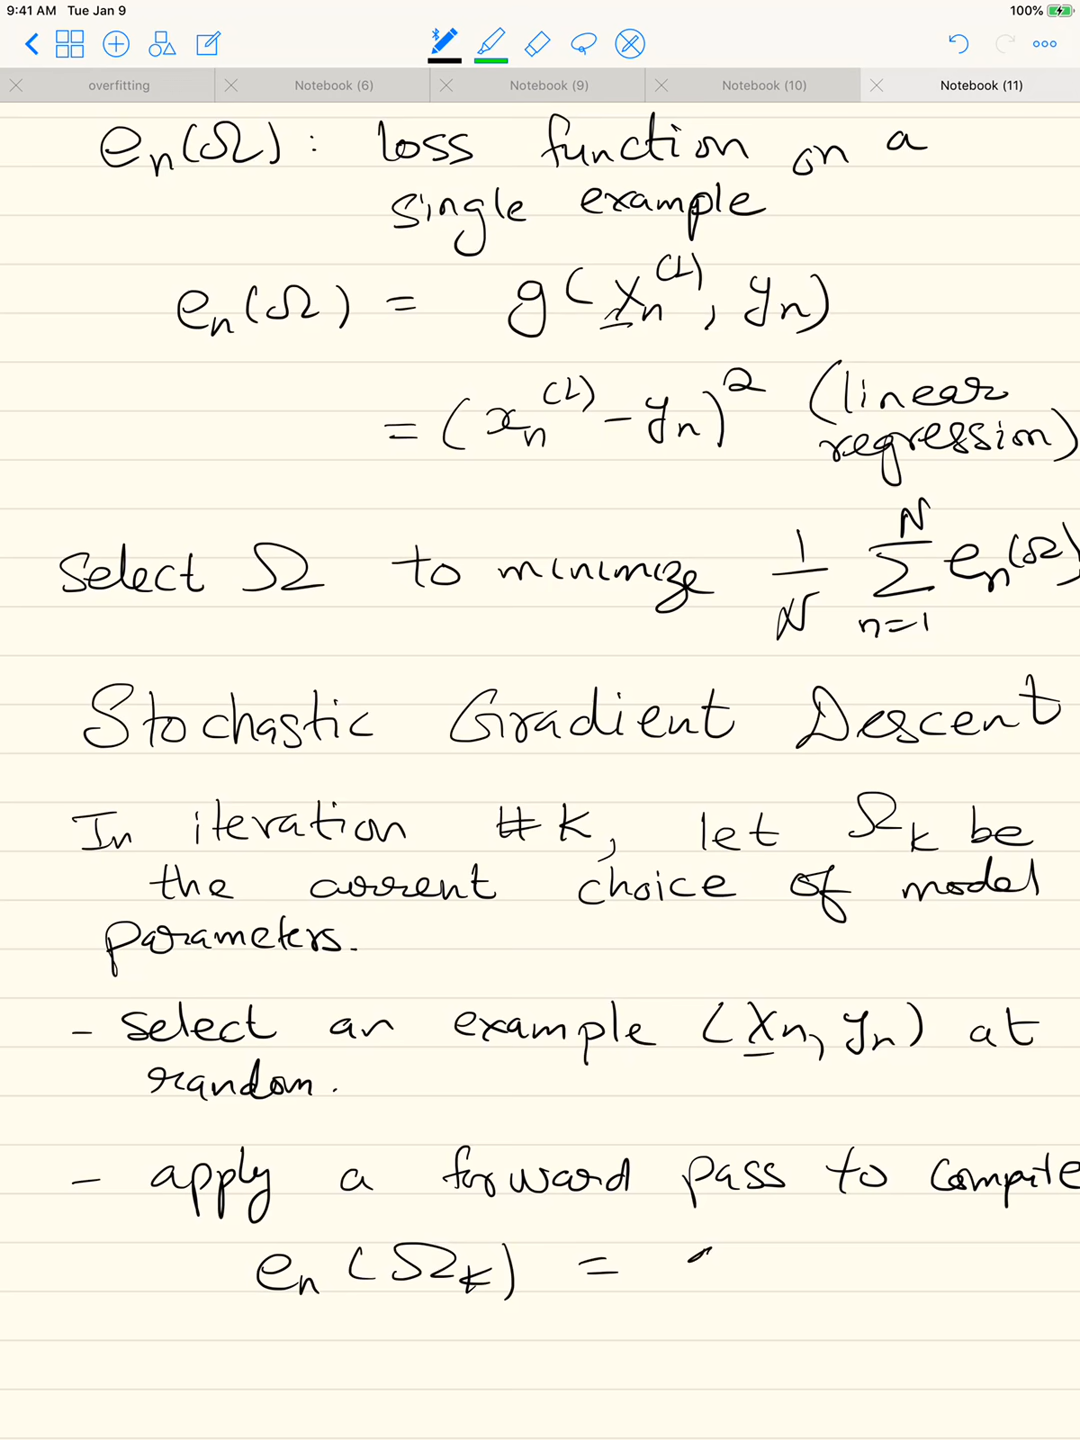 9:41 AM Tue Jan 9 100%
overfitting Notebook (6) Notebook (9) Notebook (10) Notebook (11)
eₙ(Ω) : loss function on a
single example
eₙ(Ω) = g(xₙ^(L), yₙ)
= (xₙ^(L) - yₙ)² (linear
regression)
Select Ω to minimize 1/N Σ_{n=1}^{N} eₙ(Ω)
Stochastic Gradient Descent
In iteration #k, let Ωₖ be
the current choice of model
parameters.
- select an example (xₙ, yₙ) at
random.
- apply a forward pass to compute
eₙ(Ωₖ) =